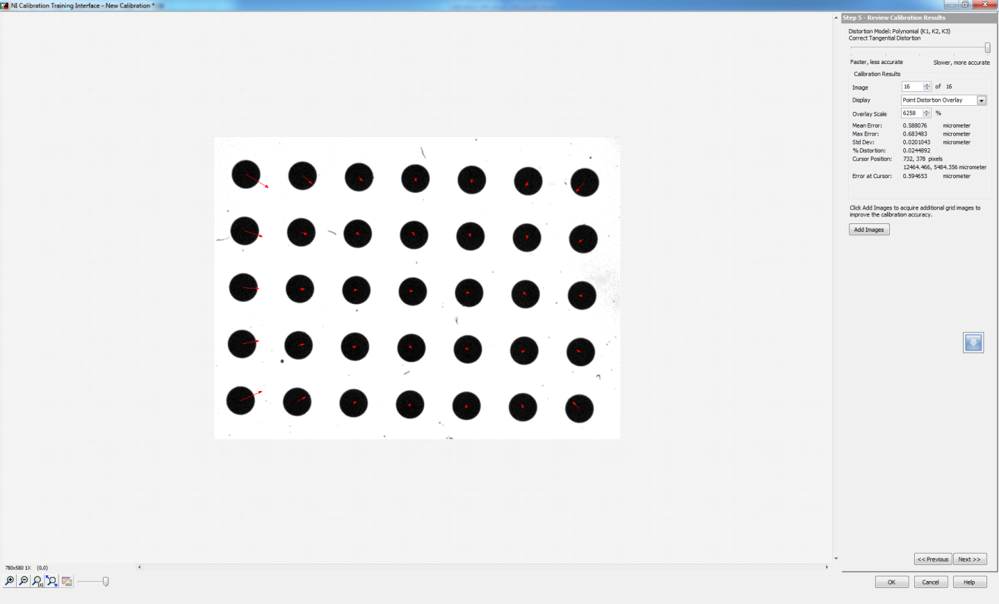 NI Calibration Training Interface - New Calibration *
Step 5 - Review Calibration Results
Distortion Model: Polynomial (K1, K2, K3)
Correct Tangential Distortion
Faster, less accurate Slower, more accurate
Calibration Results
Image 16 of 16
Display Point Distortion Overlay
Overlay Scale 6258 %
Mean Error: 0.588076 micrometer
Max Error: 0.683483 micrometer
Std Dev: 0.0201043 micrometer
% Distortion: 0.0244892
Cursor Position: 732, 378 pixels
12464.466, 5484.356 micrometer
Error at Cursor: 0.594653 micrometer
Click Add Images to acquire additional grid images to
improve the calibration accuracy.
Add Images
<< Previous Next >>
780x580 1X (0,0)
1:1
OK Cancel Help